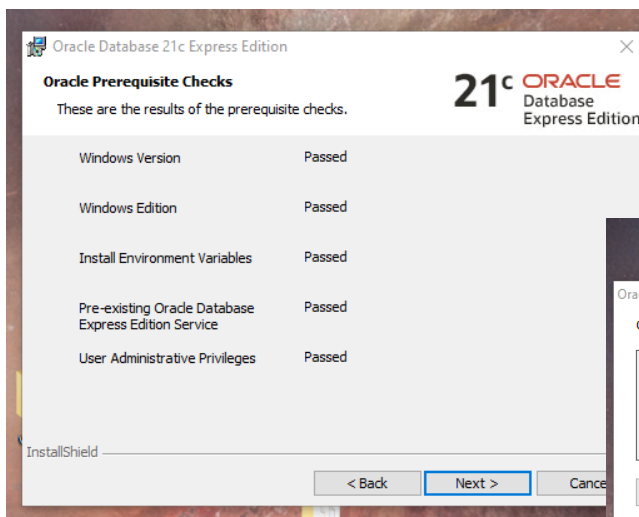 Oracle Database 21c Express Edition
Oracle Prerequisite Checks
These are the results of the prerequisite checks.
21c ORACLE
Database
Express Edition
Windows Version Passed
Windows Edition Passed
Install Environment Variables Passed
Pre-existing Oracle Database Passed
Express Edition Service
User Administrative Privileges Passed
InstallShield
< Back Next > Cance
Ora